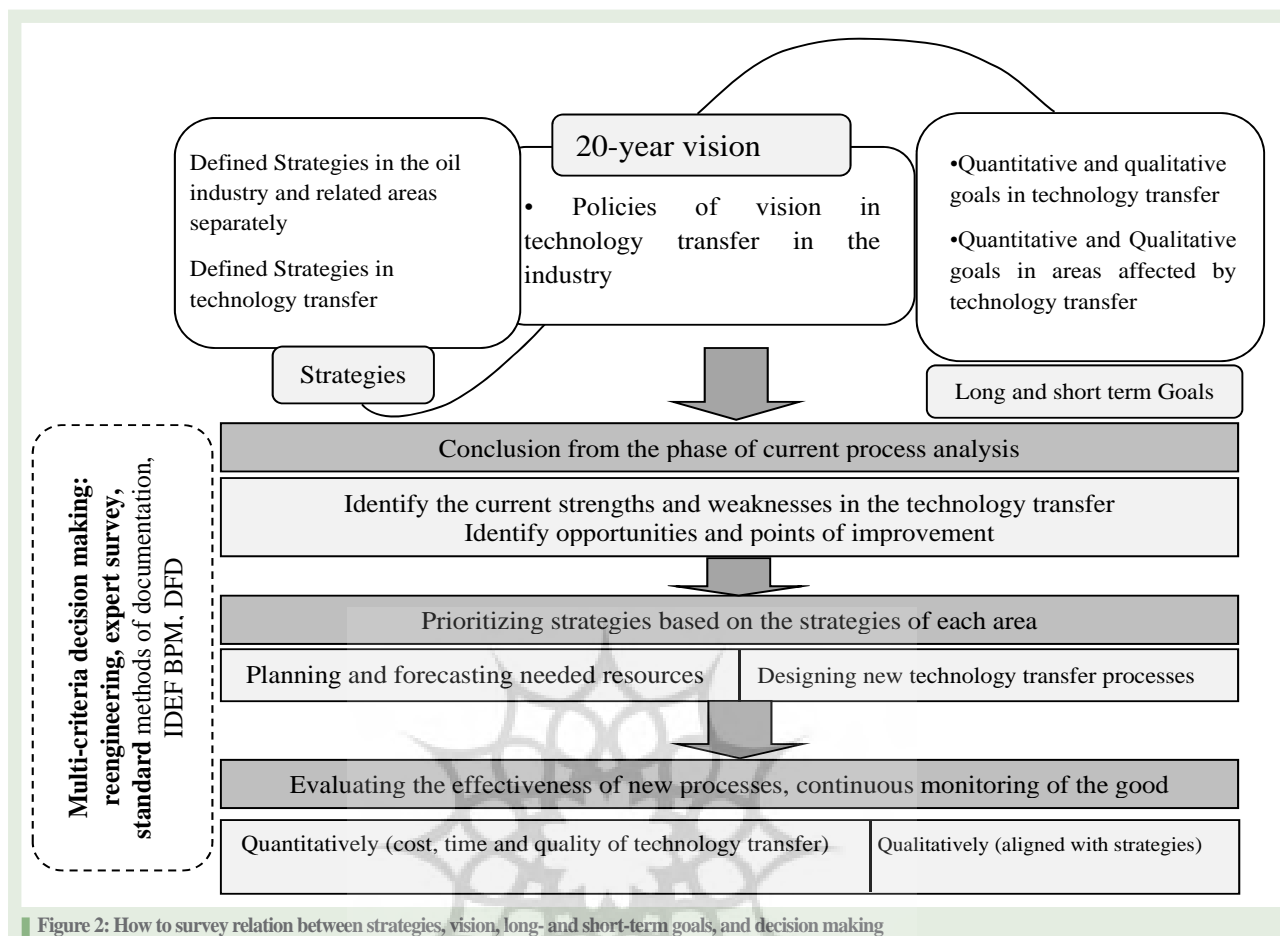 20-year vision
Defined Strategies in the oil
industry and related areas
separately
Defined Strategies in
technology transfer
Strategies
• Policies of vision in
technology transfer in the
industry
•Quantitative and qualitative
goals in technology transfer
•Quantitative and Qualitative
goals in areas affected by
technology transfer
Long and short term Goals
Multi-criteria decision making:
reengineering, expert survey,
standard methods of documentation,
IDEF BPM, DFD
Conclusion from the phase of current process analysis
Identify the current strengths and weaknesses in the technology transfer
Identify opportunities and points of improvement
Prioritizing strategies based on the strategies of each area
Planning and forecasting needed resources
Designing new technology transfer processes
Evaluating the effectiveness of new processes, continuous monitoring of the good
Quantitatively (cost, time and quality of technology transfer)
Qualitatively (aligned with strategies)
Figure 2: How to survey relation between strategies, vision, long- and short-term goals, and decision making